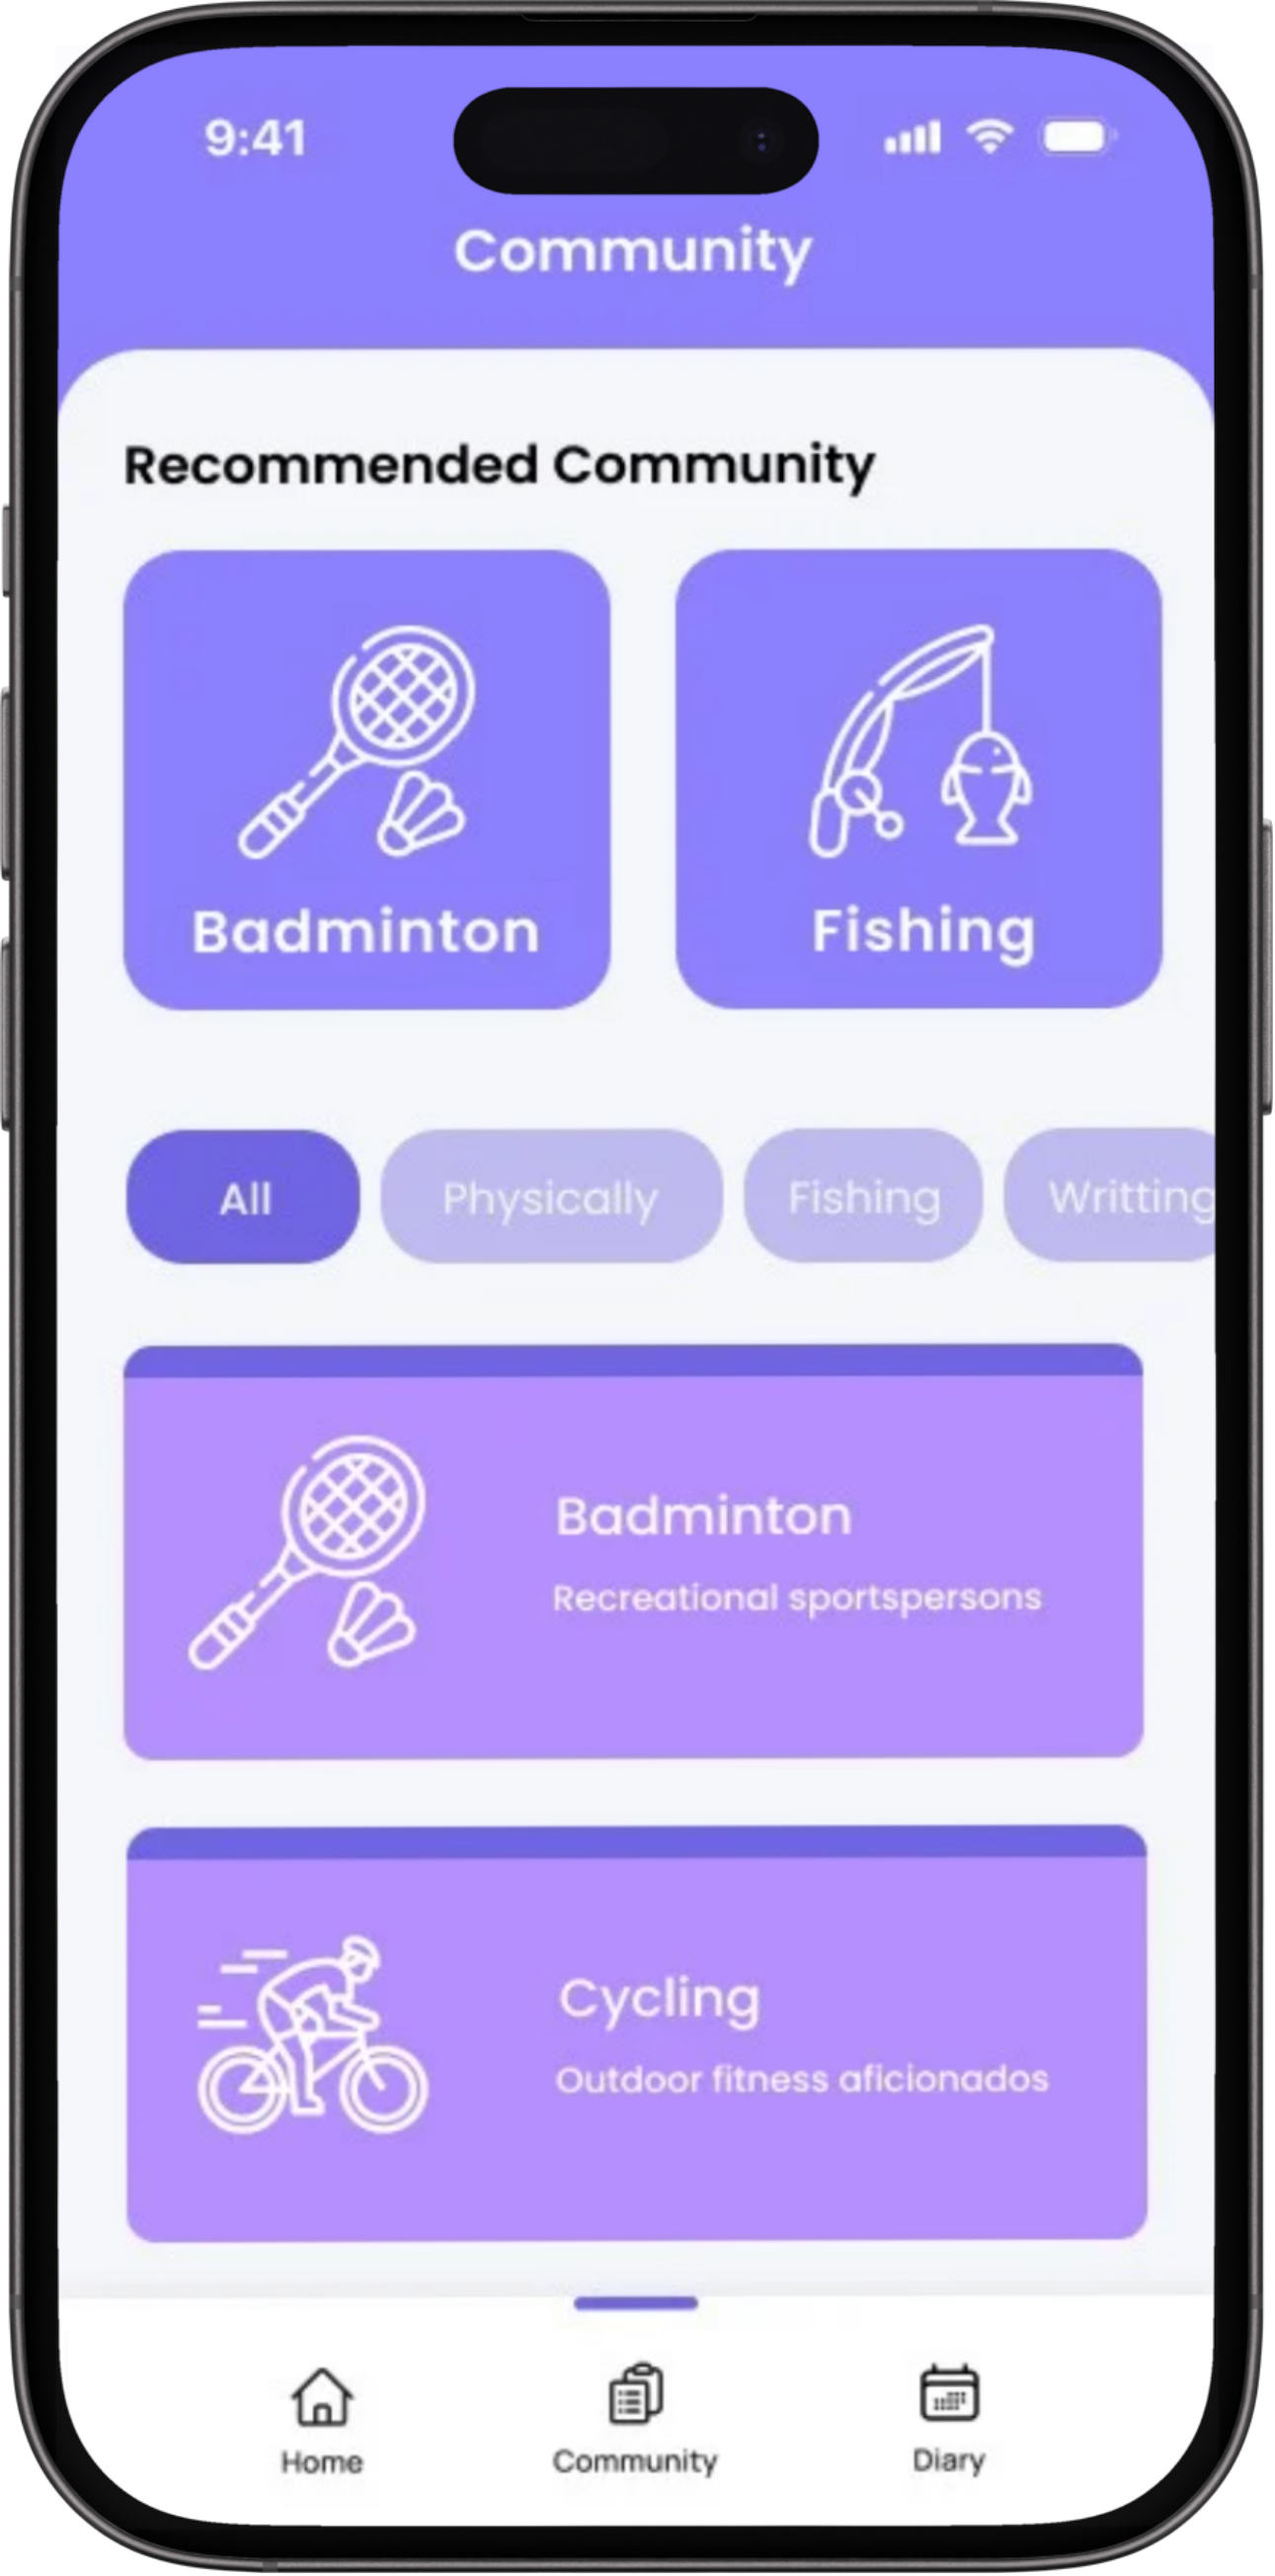 9:41
Community
Recommended Community
Badminton
Fishing
All
Physically
Fishing
Writting
Badminton
Recreational sportspersons
Cycling
Outdoor fitness aficionados
Home
Community
Diary